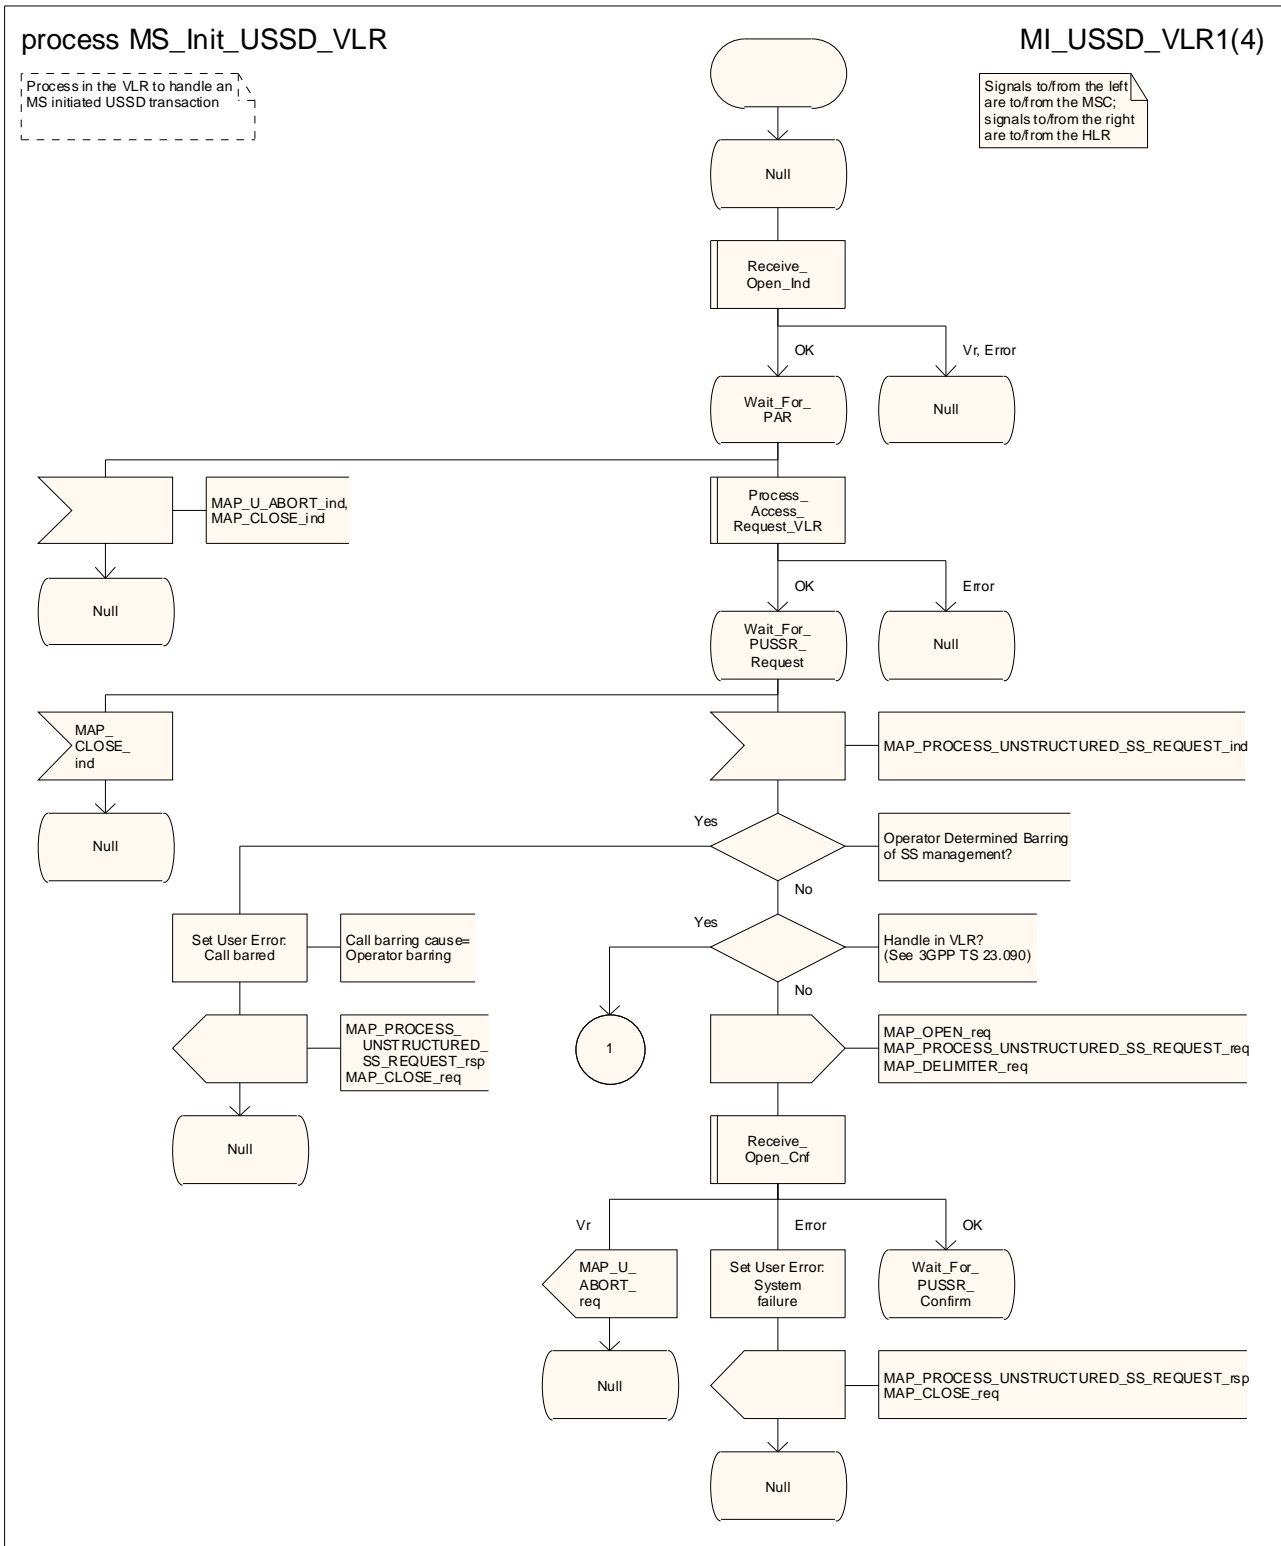 process MS_Init_USSD_VLR
MI_USSD_VLR1(4)
Process in the VLR to handle an
MS initiated USSD transaction
Signals to/from the left
are to/from the MSC;
signals to/from the right
are to/from the HLR
Null
Receive_
Open_Ind
OK
Vr, Error
Wait_For_
PAR
Null
MAP_U_ABORT_ind,
MAP_CLOSE_ind
Process_
Access_
Request_VLR
Null
OK
Error
Wait_For_
PUSSR_
Request
Null
MAP_
CLOSE_
ind
MAP_PROCESS_UNSTRUCTURED_SS_REQUEST_ind
Null
Yes
Operator Determined Barring
of SS management?
No
Set User Error:
Call barred
Call barring cause=
Operator barring
Yes
Handle in VLR?
(See 3GPP TS 23.090)
No
MAP_PROCESS_
UNSTRUCTURED_
SS_REQUEST_rsp
MAP_CLOSE_req
1
MAP_OPEN_req
MAP_PROCESS_UNSTRUCTURED_SS_REQUEST_req
MAP_DELIMITER_req
Null
Receive_
Open_Cnf
Vr
Error
OK
MAP_U_
ABORT_
req
Set User Error:
System
failure
Wait_For_
PUSSR_
Confirm
Null
MAP_PROCESS_UNSTRUCTURED_SS_REQUEST_rsp
MAP_CLOSE_req
Null